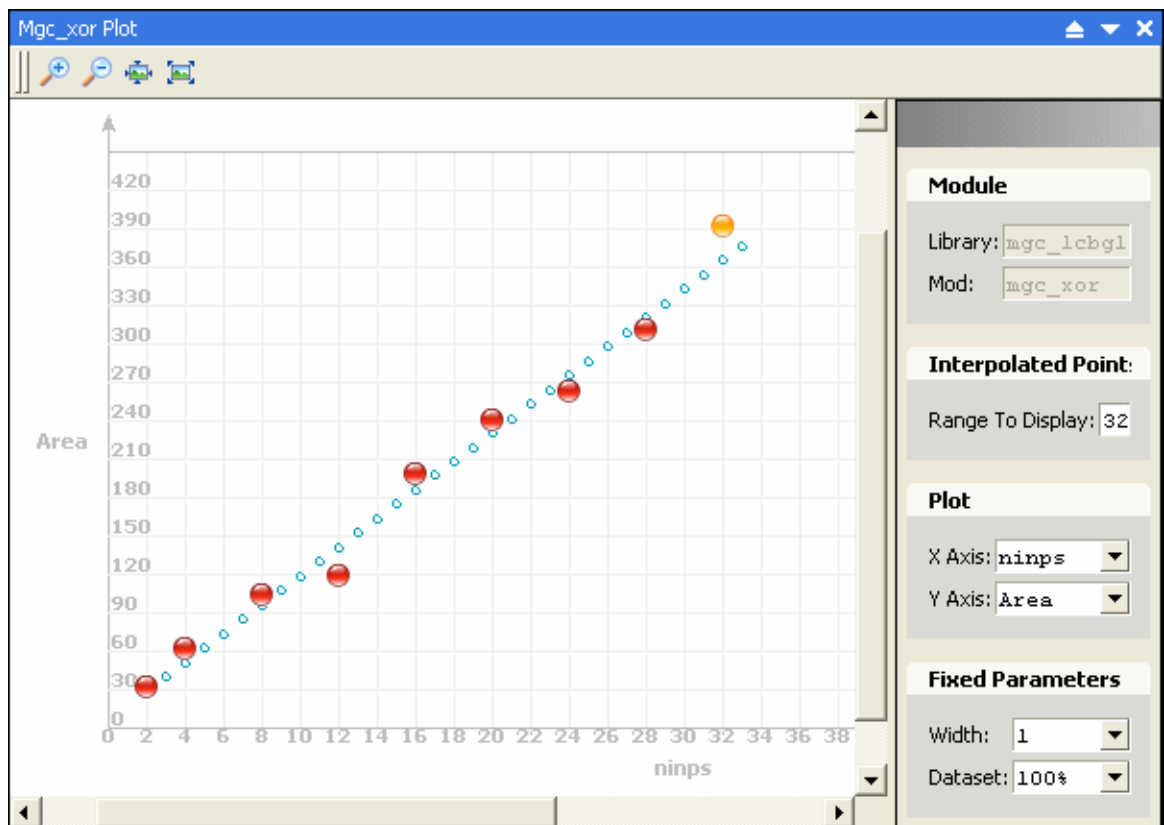 Mgc_xor Plot
420
390
360
330
300
270
240
210
180
150
120
90
60
30
0
Area
0 2 4 6 8 10 12 14 16 18 20 22 24 26 28 30 32 34 36 38
ninps
Module
Library: mgc_lcbgl
Mod: mgc_xor
Interpolated Point:
Range To Display: 32
Plot
X Axis: ninps
Y Axis: Area
Fixed Parameters
Width: 1
Dataset: 100%